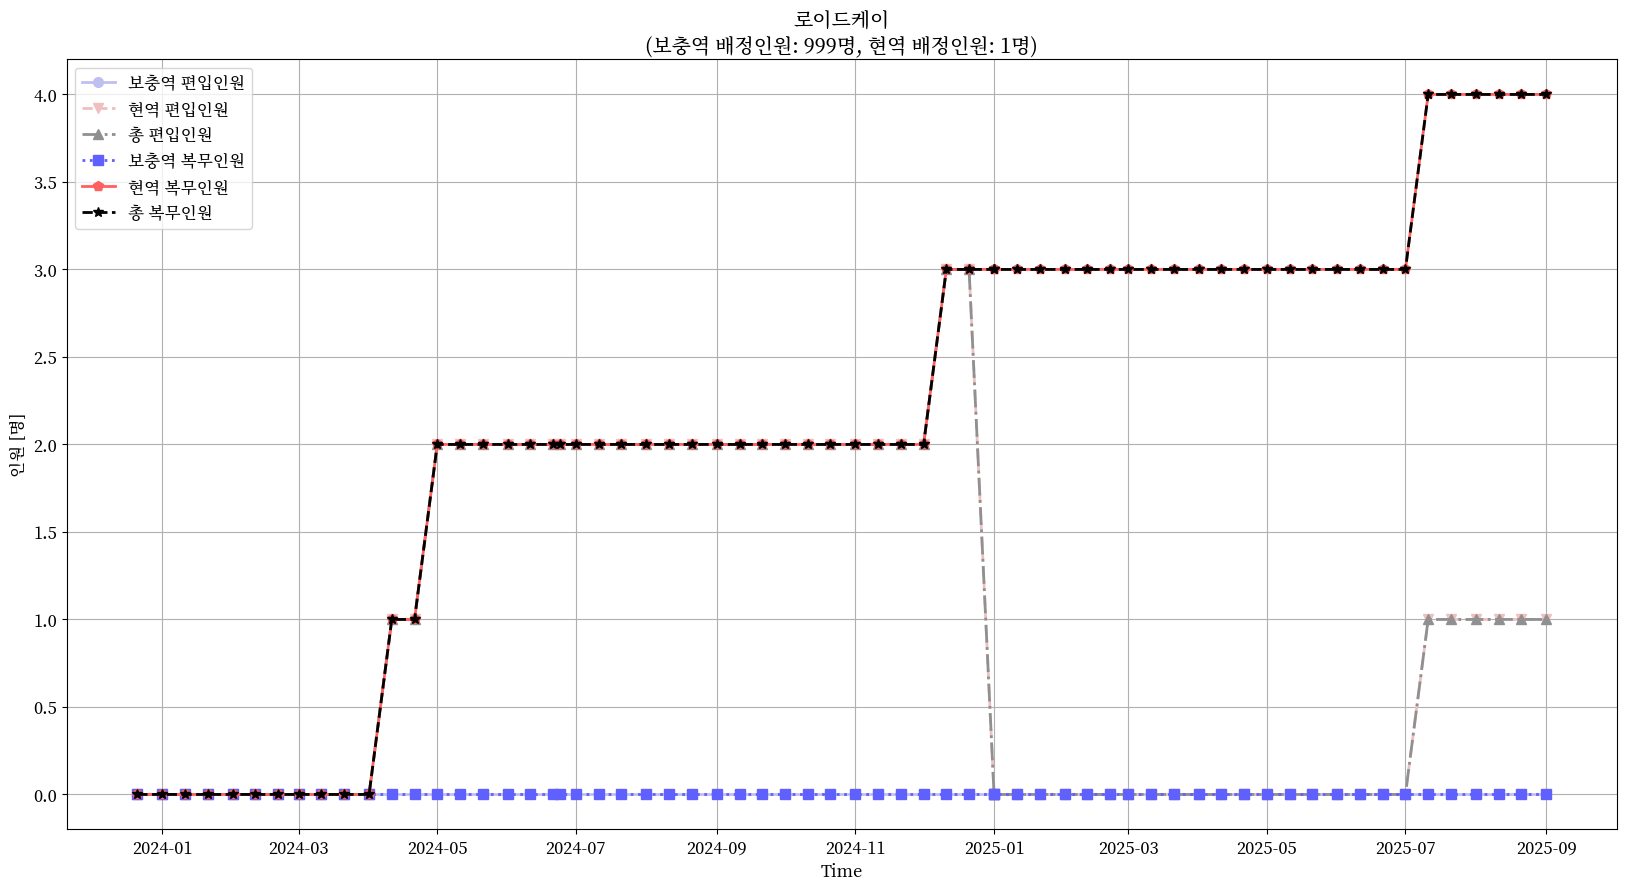 로이드케이
(보충역 배정인원: 999명, 현역 배정인원: 1명)
보충역 편입인원
현역 편입인원
총 편입인원
보충역 복무인원
현역 복무인원
총 복무인원
4.0
3.5
3.0
2.5
2.0
1.5
1.0
0.5
0.0
인원 [명]
2024-01 2024-03 2024-05 2024-07 2024-09 2024-11 2025-01 2025-03 2025-05 2025-07 2025-09
Time